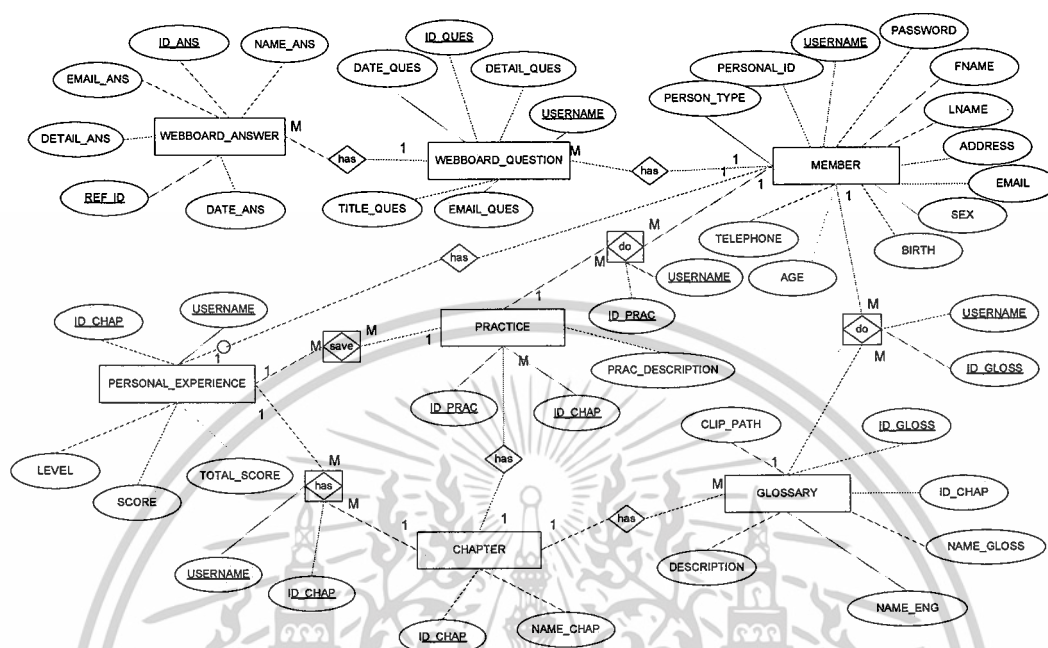 ID_ANS
NAME_ANS
EMAIL_ANS
DETAIL_ANS
WEBBOARD_ANSWER
REF_ID
DATE_ANS
M
has
1
ID_QUES
DATE_QUES
DETAIL_QUES
USERNAME
WEBBOARD_QUESTION
M
TITLE_QUES
EMAIL_QUES
has
1
USERNAME
PASSWORD
PERSONAL_ID
PERSON_TYPE
FNAME
LNAME
MEMBER
ADDRESS
EMAIL
SEX
BIRTH
AGE
TELEPHONE
1
1
1
has
do
M
M
USERNAME
ID_PRAC
1
do
M
M
USERNAME
ID_GLOSS
ID_CHAP
USERNAME
1
PERSONAL_EXPERIENCE
1
1
LEVEL
SCORE
TOTAL_SCORE
M
save
M
1
1
PRACTICE
M
PRAC_DESCRIPTION
ID_PRAC
ID_CHAP
has
M
has
M
USERNAME
ID_CHAP
1
1
1
CHAPTER
ID_CHAP
NAME_CHAP
has
M
1
CLIP_PATH
ID_GLOSS
GLOSSARY
ID_CHAP
NAME_GLOSS
NAME_ENG
DESCRIPTION